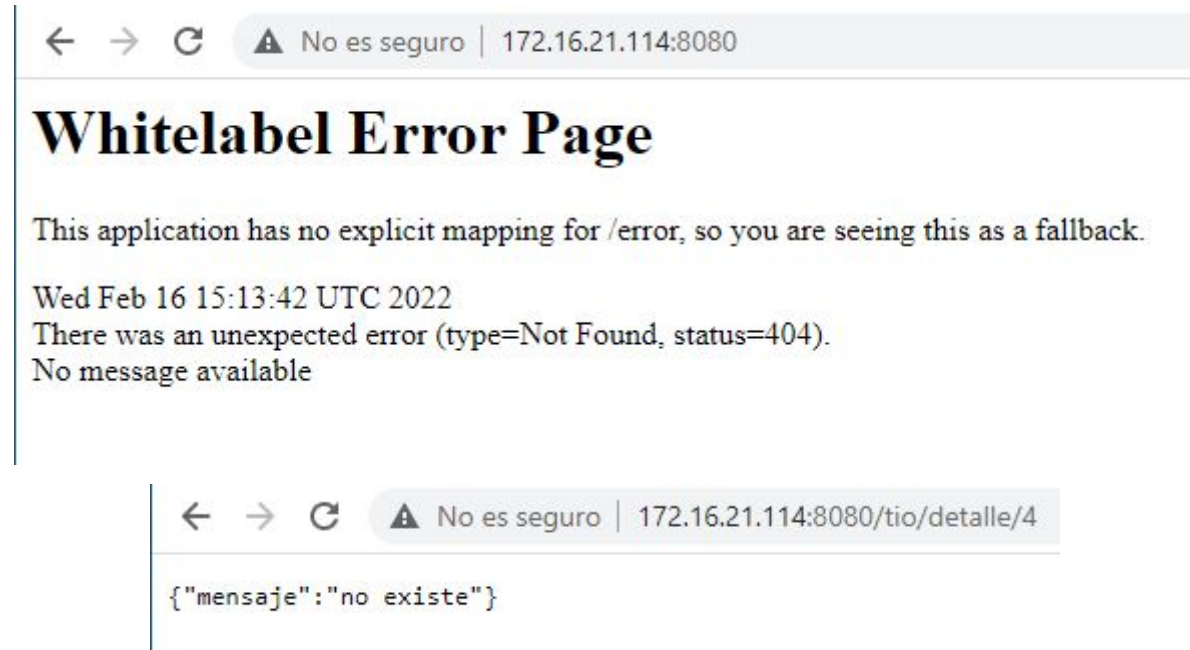 No es seguro | 172.16.21.114:8080
Whitelabel Error Page
This application has no explicit mapping for /error, so you are seeing this as a fallback.
Wed Feb 16 15:13:42 UTC 2022
There was an unexpected error (type=Not Found, status=404).
No message available
No es seguro | 172.16.21.114:8080/tio/detalle/4
{"mensaje":"no existe"}